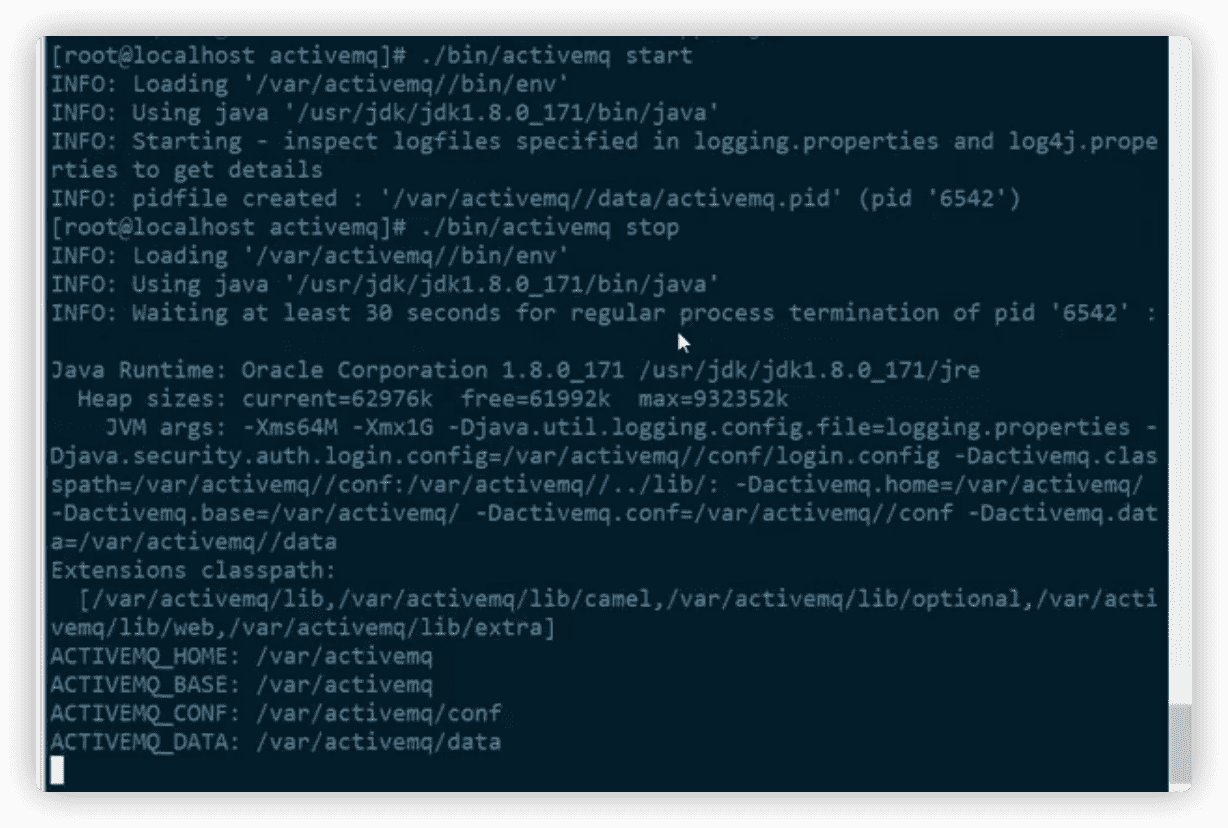 [root@localhost activemq]# ./bin/activemq start
INFO: Loading '/var/activemq//bin/env'
INFO: Using java '/usr/jdk/jdk1.8.0_171/bin/java'
INFO: Starting - inspect logfiles specified in logging.properties and log4j.prope
rties to get details
INFO: pidfile created : '/var/activemq//data/activemq.pid' (pid '6542')
[root@localhost activemq]# ./bin/activemq stop
INFO: Loading '/var/activemq//bin/env'
INFO: Using java '/usr/jdk/jdk1.8.0_171/bin/java'
INFO: Waiting at least 30 seconds for regular process termination of pid '6542' :
Java Runtime: Oracle Corporation 1.8.0_171 /usr/jdk/jdk1.8.0_171/jre
  Heap sizes: current=62976k  free=61992k  max=932352k
    JVM args: -Xms64M -Xmx1G -Djava.util.logging.config.file=logging.properties -
Djava.security.auth.login.config=/var/activemq//conf/login.config -Dactivemq.clas
spath=/var/activemq//conf:/var/activemq//../lib/: -Dactivemq.home=/var/activemq/
-Dactivemq.base=/var/activemq/ -Dactivemq.conf=/var/activemq//conf -Dactivemq.dat
a=/var/activemq//data
Extensions classpath:
  [/var/activemq/lib,/var/activemq/lib/camel,/var/activemq/lib/optional,/var/acti
vemq/lib/web,/var/activemq/lib/extra]
ACTIVEMQ_HOME: /var/activemq
ACTIVEMQ_BASE: /var/activemq
ACTIVEMQ_CONF: /var/activemq/conf
ACTIVEMQ_DATA: /var/activemq/data